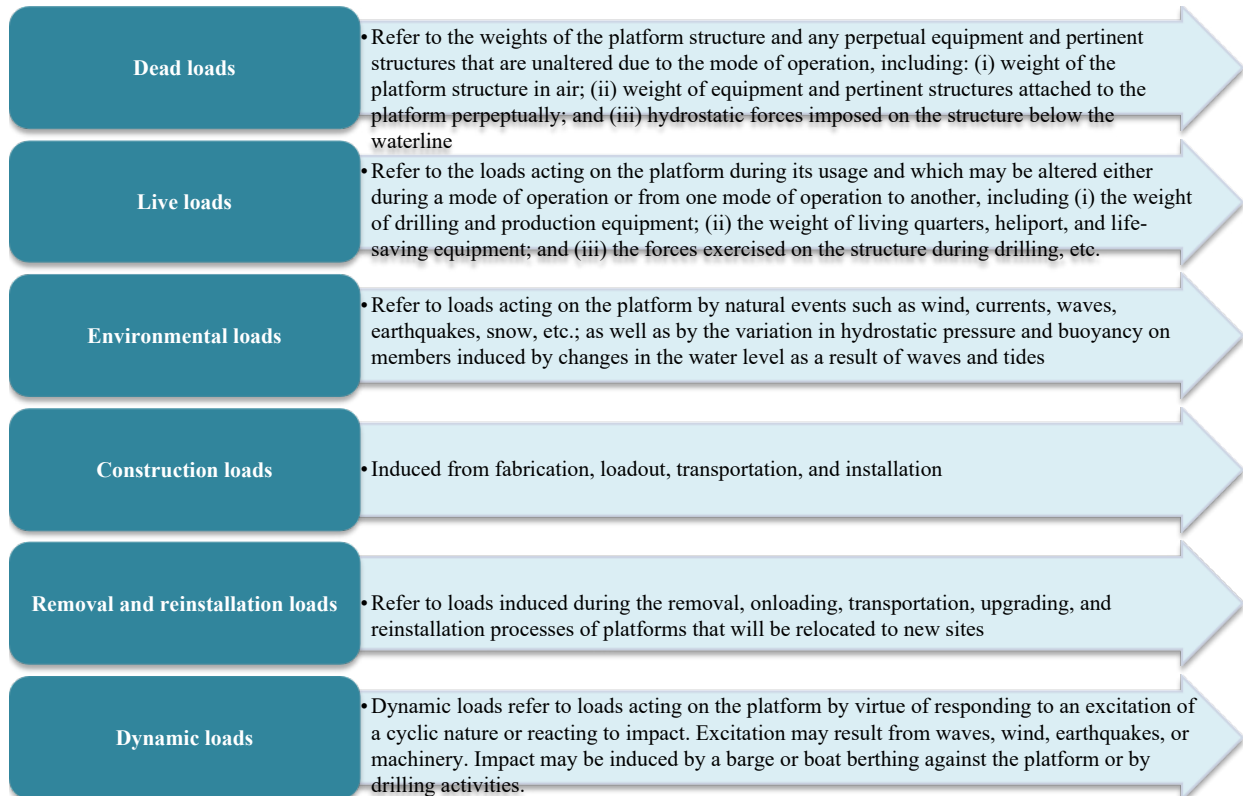 Dead loads
• Refer to the weights of the platform structure and any perpetual equipment and pertinent
structures that are unaltered due to the mode of operation, including: (i) weight of the
platform structure in air; (ii) weight of equipment and pertinent structures attached to the
platform perpeptually; and (iii) hydrostatic forces imposed on the structure below the
waterline
Live loads
• Refer to the loads acting on the platform during its usage and which may be altered either
during a mode of operation or from one mode of operation to another, including (i) the weight
of drilling and production equipment; (ii) the weight of living quarters, heliport, and life-
saving equipment; and (iii) the forces exercised on the structure during drilling, etc.
Environmental loads
• Refer to loads acting on the platform by natural events such as wind, currents, waves,
earthquakes, snow, etc.; as well as by the variation in hydrostatic pressure and buoyancy on
members induced by changes in the water level as a result of waves and tides
Construction loads
• Induced from fabrication, loadout, transportation, and installation
Removal and reinstallation loads
• Refer to loads induced during the removal, onloading, transportation, upgrading, and
reinstallation processes of platforms that will be relocated to new sites
Dynamic loads
• Dynamic loads refer to loads acting on the platform by virtue of responding to an excitation of
a cyclic nature or reacting to impact. Excitation may result from waves, wind, earthquakes, or
machinery. Impact may be induced by a barge or boat berthing against the platform or by
drilling activities.